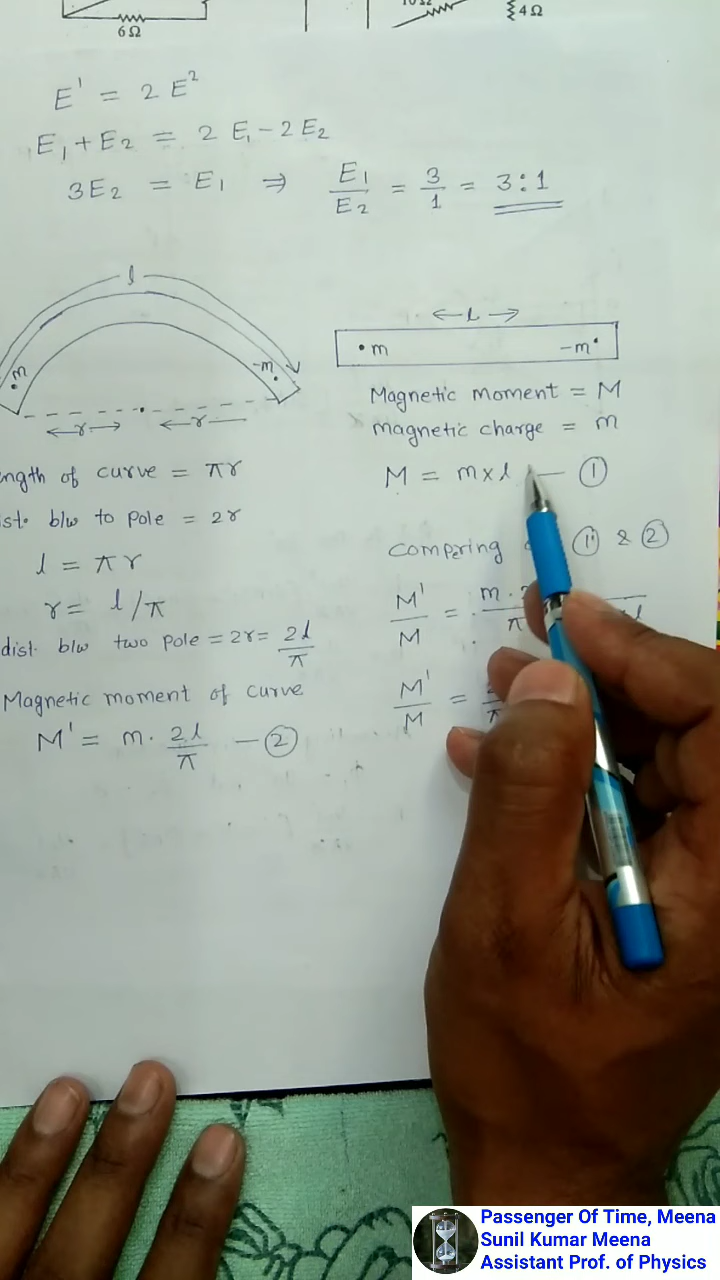 6Ω
4Ω
E' = 2 E²
E₁ + E₂ = 2 E₁ - 2 E₂
3E₂ = E₁ ⇒ E₁/E₂ = 3/1 = 3:1
l
m
-m
r
r
ngth of curve = πr
st. b/w to pole = 2r
l = πr
r = l/π
dist. b/w two pole = 2r = 2l/π
Magnetic moment of curve
M' = m · 2l/π — ②
l
m
-m
Magnetic moment = M
magnetic charge = m
M = m×l — ①
compering ① & ②
M'/M =
M'/M =
Passenger Of Time, Meena
Sunil Kumar Meena
Assistant Prof. of Physics